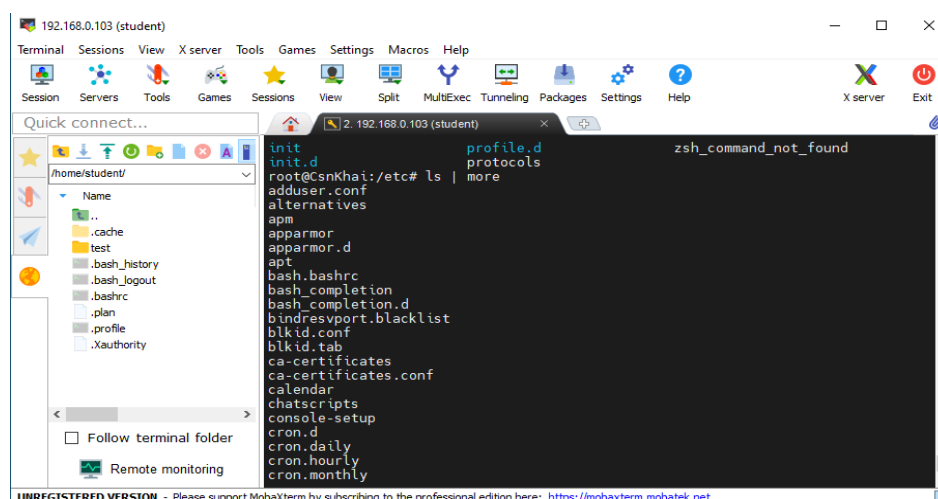 192.168.0.103 (student)
Terminal Sessions View X server Tools Games Settings Macros Help
Session Servers Tools Games Sessions View Split MultiExec Tunneling Packages Settings Help X server Exit
Quick connect...
2. 192.168.0.103 (student)
/home/student/
Name
..
.cache
test
.bash_history
.bash_logout
.bashrc
.plan
.profile
.Xauthority
Follow terminal folder
Remote monitoring
init profile.d zsh_command_not_found
init.d protocols
root@CsnKhai:/etc# ls | more
adduser.conf
alternatives
apm
apparmor
apparmor.d
apt
bash.bashrc
bash_completion
bash_completion.d
bindresvport.blacklist
blkid.conf
blkid.tab
ca-certificates
ca-certificates.conf
calendar
chatscripts
console-setup
cron.d
cron.daily
cron.hourly
cron.monthly
UNREGISTERED VERSION - Please support MobaXterm by subscribing to the professional edition here: https://mobaxterm.mobatek.net